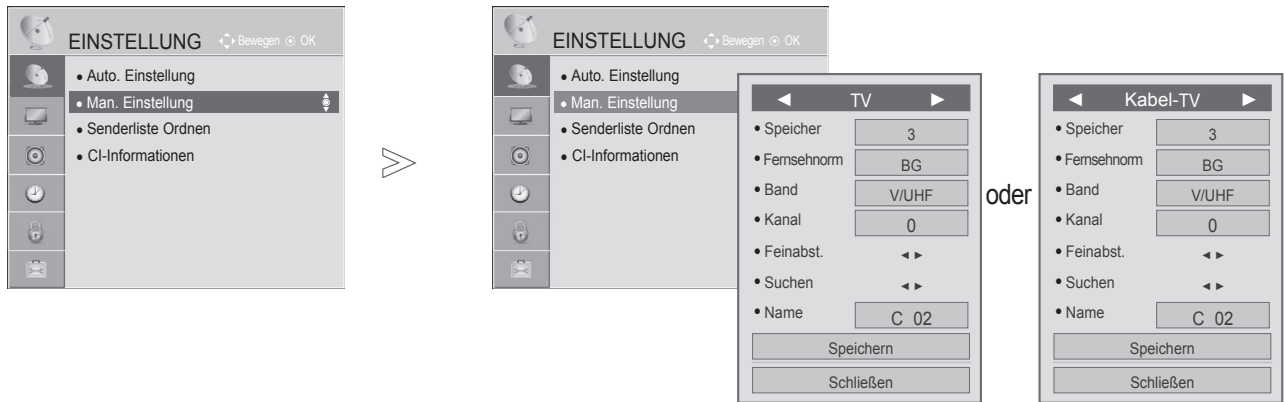 EINSTELLUNG Bewegen OK
• Auto. Einstellung
• Man. Einstellung
• Senderliste Ordnen
• CI-Informationen
EINSTELLUNG Bewegen OK
• Auto. Einstellung
• Man. Einstellung
• Senderliste Ordnen
• CI-Informationen
◄ TV ►
• Speicher 3
• Fernsehnorm BG
• Band V/UHF
• Kanal 0
• Feinabst. ◄ ►
• Suchen ◄ ►
• Name C 02
Speichern
Schließen
oder
◄ Kabel-TV ►
• Speicher 3
• Fernsehnorm BG
• Band V/UHF
• Kanal 0
• Feinabst. ◄ ►
• Suchen ◄ ►
• Name C 02
Speichern
Schließen